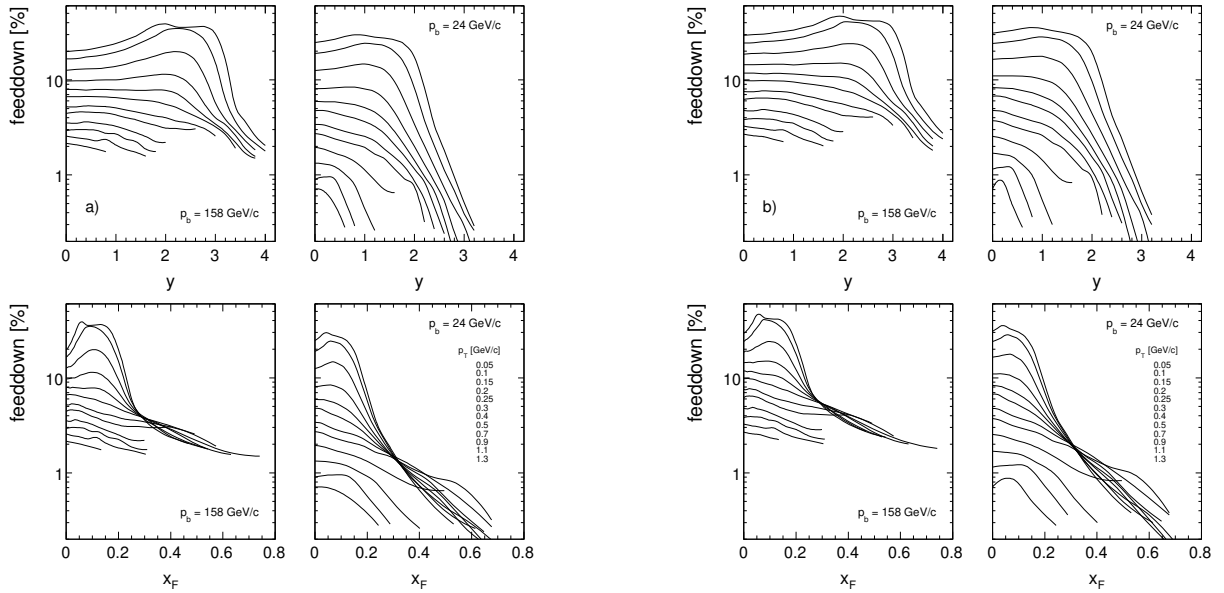 feeddown [%]
10
1
a)
p_b = 158 GeV/c
0 1 2 3 4
y
p_b = 24 GeV/c
0 1 2 3 4
y
feeddown [%]
10
1
b)
p_b = 158 GeV/c
0 1 2 3 4
y
p_b = 24 GeV/c
0 1 2 3 4
y
feeddown [%]
10
1
p_b = 158 GeV/c
0 0.2 0.4 0.6 0.8
x_F
p_b = 24 GeV/c
p_T [GeV/c]
0.05
0.1
0.15
0.2
0.25
0.3
0.4
0.5
0.7
0.9
1.1
1.3
0 0.2 0.4 0.6 0.8
x_F
feeddown [%]
10
1
p_b = 158 GeV/c
0 0.2 0.4 0.6 0.8
x_F
p_b = 24 GeV/c
p_T [GeV/c]
0.05
0.1
0.15
0.2
0.25
0.3
0.4
0.5
0.7
0.9
1.1
1.3
0 0.2 0.4 0.6 0.8
x_F